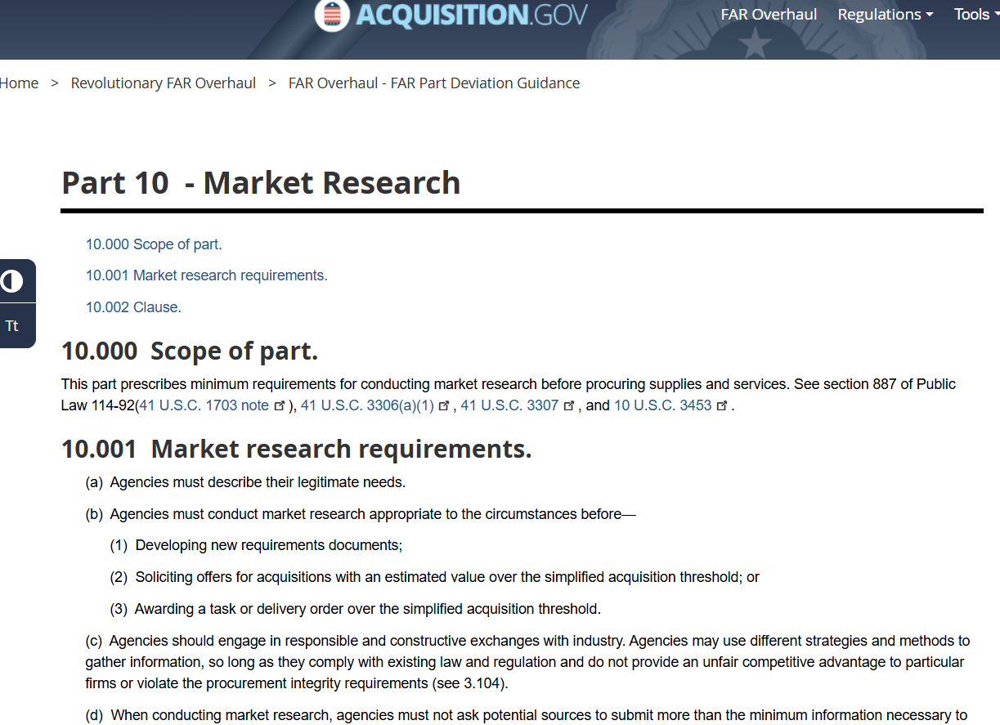 ACQUISITION.GOV
FAR Overhaul Regulations Tools
Home > Revolutionary FAR Overhaul > FAR Overhaul - FAR Part Deviation Guidance
Part 10 - Market Research
10.000 Scope of part.
10.001 Market research requirements.
10.002 Clause.
Tt
10.000 Scope of part.
This part prescribes minimum requirements for conducting market research before procuring supplies and services. See section 887 of Public
Law 114-92(41 U.S.C. 1703 note ), 41 U.S.C. 3306(a)(1) , 41 U.S.C. 3307 , and 10 U.S.C. 3453 .
10.001 Market research requirements.
(a) Agencies must describe their legitimate needs.
(b) Agencies must conduct market research appropriate to the circumstances before—
(1) Developing new requirements documents;
(2) Soliciting offers for acquisitions with an estimated value over the simplified acquisition threshold; or
(3) Awarding a task or delivery order over the simplified acquisition threshold.
(c) Agencies should engage in responsible and constructive exchanges with industry. Agencies may use different strategies and methods to
gather information, so long as they comply with existing law and regulation and do not provide an unfair competitive advantage to particular
firms or violate the procurement integrity requirements (see 3.104).
(d) When conducting market research, agencies must not ask potential sources to submit more than the minimum information necessary to